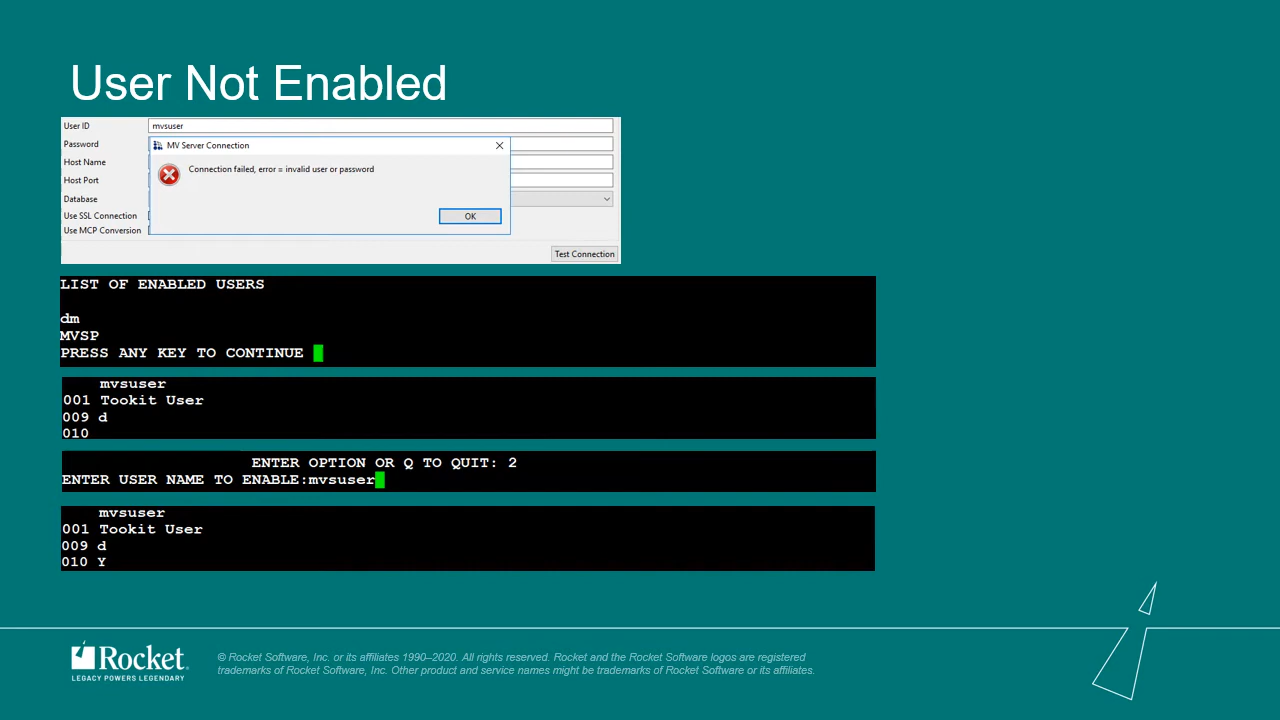 User Not Enabled
User ID mvsuser
Password
MV Server Connection
Connection failed, error = invalid user or password
Host Name
Host Port
Database
Use SSL Connection
OK
Use MCP Conversion
Test Connection
LIST OF ENABLED USERS
dm
MVSP
PRESS ANY KEY TO CONTINUE
mvsuser
001 Tookit User
009 d
010
ENTER OPTION OR Q TO QUIT: 2
ENTER USER NAME TO ENABLE:mvsuser
mvsuser
001 Tookit User
009 d
010 Y
Rocket
LEGACY POWERS LEGENDARY
© Rocket Software, Inc. or its affiliates 1990–2020. All rights reserved. Rocket and the Rocket Software logos are registered
trademarks of Rocket Software, Inc. Other product and service names might be trademarks of Rocket Software or its affiliates.